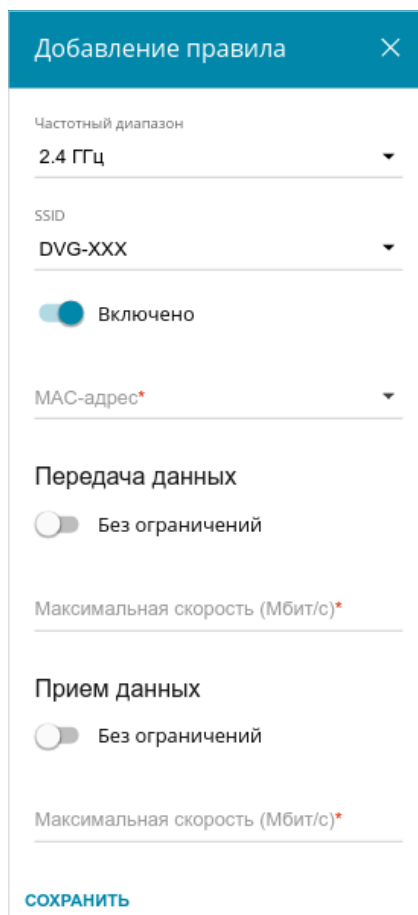 Добавление правила
Частотный диапазон
2.4 ГГц
SSID
DVG-XXX
Включено
MAC-адрес*
Передача данных
Без ограничений
Максимальная скорость (Мбит/с)*
Прием данных
Без ограничений
Максимальная скорость (Мбит/с)*
СОХРАНИТЬ